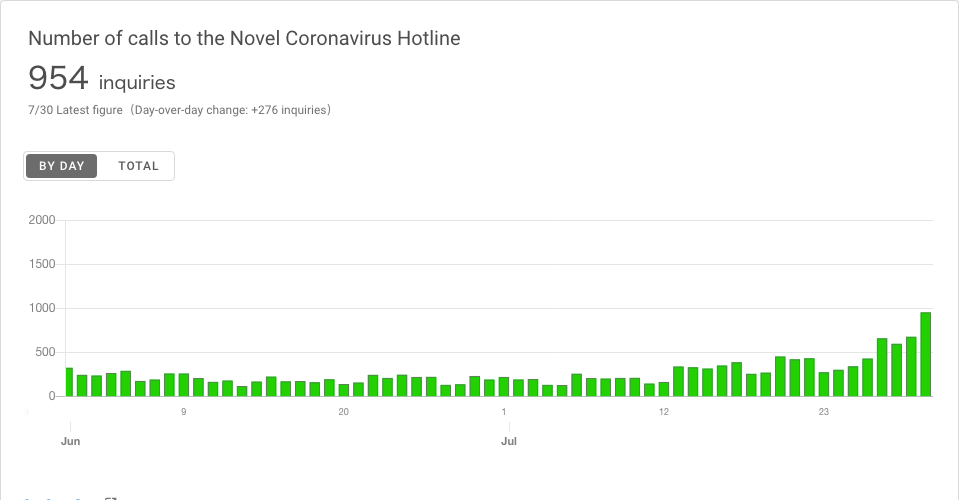 Number of calls to the Novel Coronavirus Hotline
954 inquiries
7/30 Latest figure（Day-over-day change: +276 inquiries）
BY DAY TOTAL
2000
1500
1000
500
0
9 20 1 12 23
Jun Jul